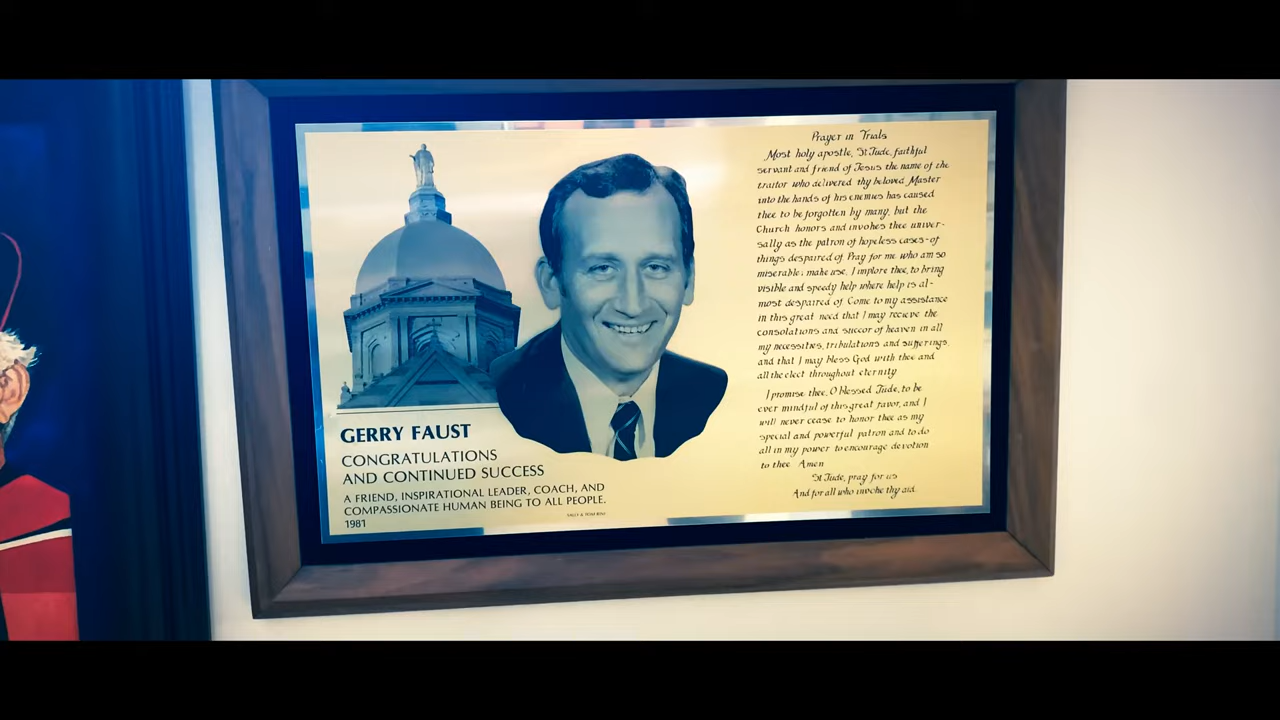 GERRY FAUST
CONGRATULATIONS
AND CONTINUED SUCCESS
A FRIEND, INSPIRATIONAL LEADER, COACH, AND
COMPASSIONATE HUMAN BEING TO ALL PEOPLE.
1981
Prayer in Trials
Most holy apostle, St Jude, faithful
servant and friend of Jesus the name of the
traitor who delivered thy beloved Master
into the hands of his enemies has caused
thee to be forgotten by many, but the
Church honors and invokes thee univer-
sally as the patron of hopeless cases-of
things despaired of Pray for me who am so
miserable; make use, I implore thee, to bring
visible and speedy help where help is al-
most despaired of Come to my assistance
in this great need that I may recieve the
consolations and succor of heaven in all
my necessities, tribulations and sufferings,
and that I may bless God with thee and
all the elect throughout eternity
I promise thee, O blessed Jude, to be
ever mindful of this great favor, and I
will never cease to honor thee as my
special and powerful patron and to do
all in my power to encourage devotion
to thee Amen
St Jude, pray for us
And for all who invoke thy aid.